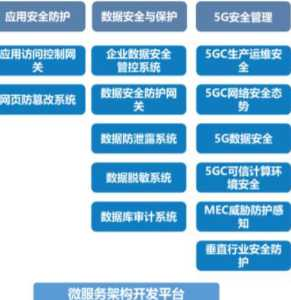 应用安全防护
应用访问控制网
关
网页防篡改系统
数据安全与保护
企业数据安全
管控系统
数据安全防护网
关
数据防泄露系统
数据脱敏系统
数据库审计系统
5G安全管理
5GC生产运维安
全
5GC网络安全态
势
5G数据安全
5GC可信计算环
境安全
MEC威胁防护感
知
垂直行业安全防
护
微服务架构开发平台